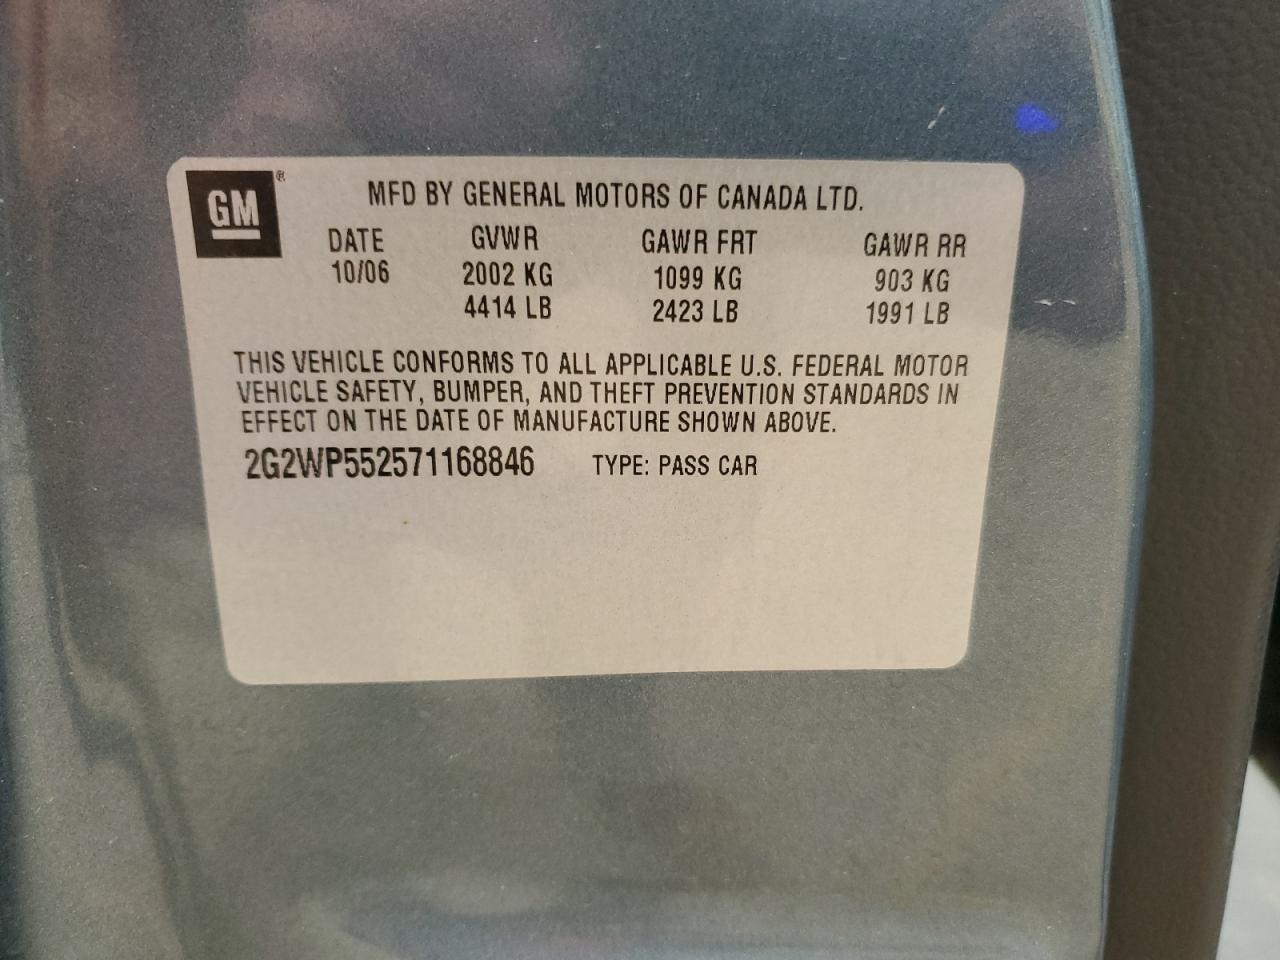 GM®
MFD BY GENERAL MOTORS OF CANADA LTD.
DATE GVWR GAWR FRT GAWR RR
10/06 2002 KG 1099 KG 903 KG
4414 LB 2423 LB 1991 LB
THIS VEHICLE CONFORMS TO ALL APPLICABLE U.S. FEDERAL MOTOR
VEHICLE SAFETY, BUMPER, AND THEFT PREVENTION STANDARDS IN
EFFECT ON THE DATE OF MANUFACTURE SHOWN ABOVE.
2G2WP552571168846 TYPE: PASS CAR